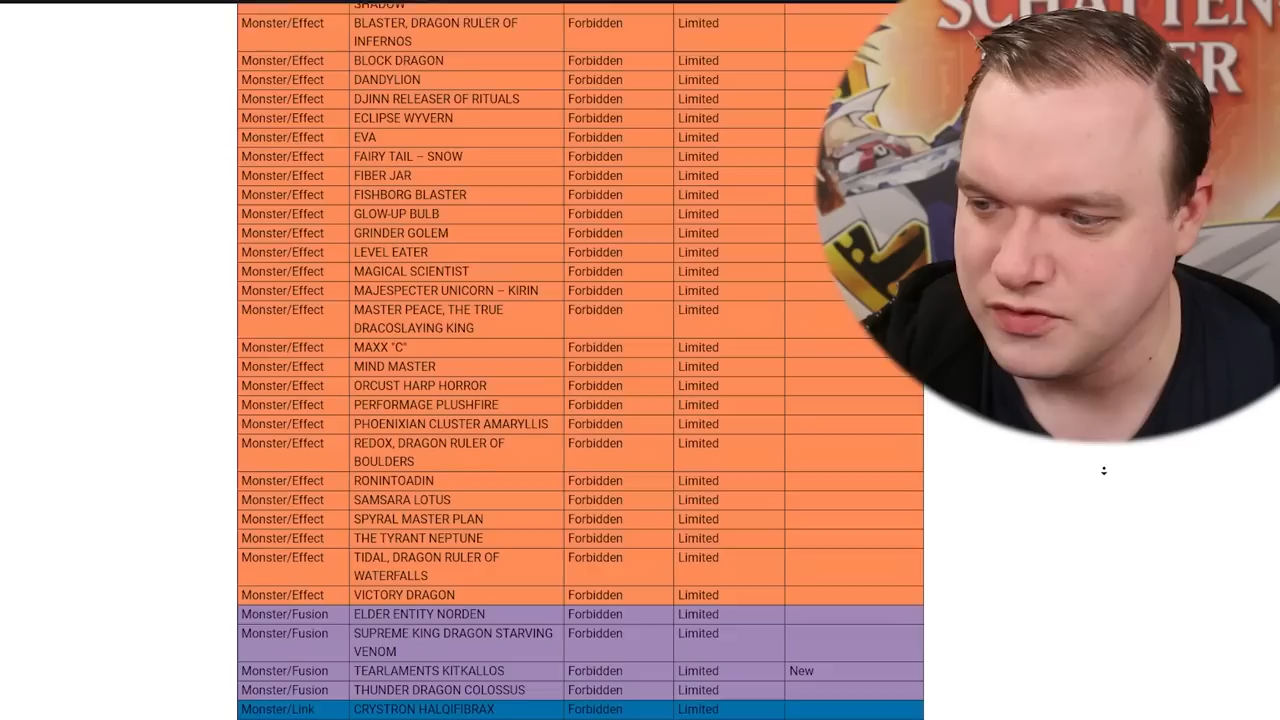 SHADOW
Monster/Effect BLASTER, DRAGON RULER OF Forbidden Limited
INFERNOS
Monster/Effect BLOCK DRAGON Forbidden Limited
Monster/Effect DANDYLION Forbidden Limited
Monster/Effect DJINN RELEASER OF RITUALS Forbidden Limited
Monster/Effect ECLIPSE WYVERN Forbidden Limited
Monster/Effect EVA Forbidden Limited
Monster/Effect FAIRY TAIL – SNOW Forbidden Limited
Monster/Effect FIBER JAR Forbidden Limited
Monster/Effect FISHBORG BLASTER Forbidden Limited
Monster/Effect GLOW-UP BULB Forbidden Limited
Monster/Effect GRINDER GOLEM Forbidden Limited
Monster/Effect LEVEL EATER Forbidden Limited
Monster/Effect MAGICAL SCIENTIST Forbidden Limited
Monster/Effect MAJESPECTER UNICORN – KIRIN Forbidden Limited
Monster/Effect MASTER PEACE, THE TRUE Forbidden Limited
DRACOSLAYING KING
Monster/Effect MAXX "C" Forbidden Limited
Monster/Effect MIND MASTER Forbidden Limited
Monster/Effect ORCUST HARP HORROR Forbidden Limited
Monster/Effect PERFORMAGE PLUSHFIRE Forbidden Limited
Monster/Effect PHOENIXIAN CLUSTER AMARYLLIS Forbidden Limited
Monster/Effect REDOX, DRAGON RULER OF Forbidden Limited
BOULDERS
Monster/Effect RONINTOADIN Forbidden Limited
Monster/Effect SAMSARA LOTUS Forbidden Limited
Monster/Effect SPYRAL MASTER PLAN Forbidden Limited
Monster/Effect THE TYRANT NEPTUNE Forbidden Limited
Monster/Effect TIDAL, DRAGON RULER OF Forbidden Limited
WATERFALLS
Monster/Effect VICTORY DRAGON Forbidden Limited
Monster/Fusion ELDER ENTITY NORDEN Forbidden Limited
Monster/Fusion SUPREME KING DRAGON STARVING Forbidden Limited
VENOM
Monster/Fusion TEARLAMENTS KITKALLOS Forbidden Limited New
Monster/Fusion THUNDER DRAGON COLOSSUS Forbidden Limited
Monster/Link CRYSTRON HALQIFIBRAX Forbidden Limited
SCHATTEN-
ER